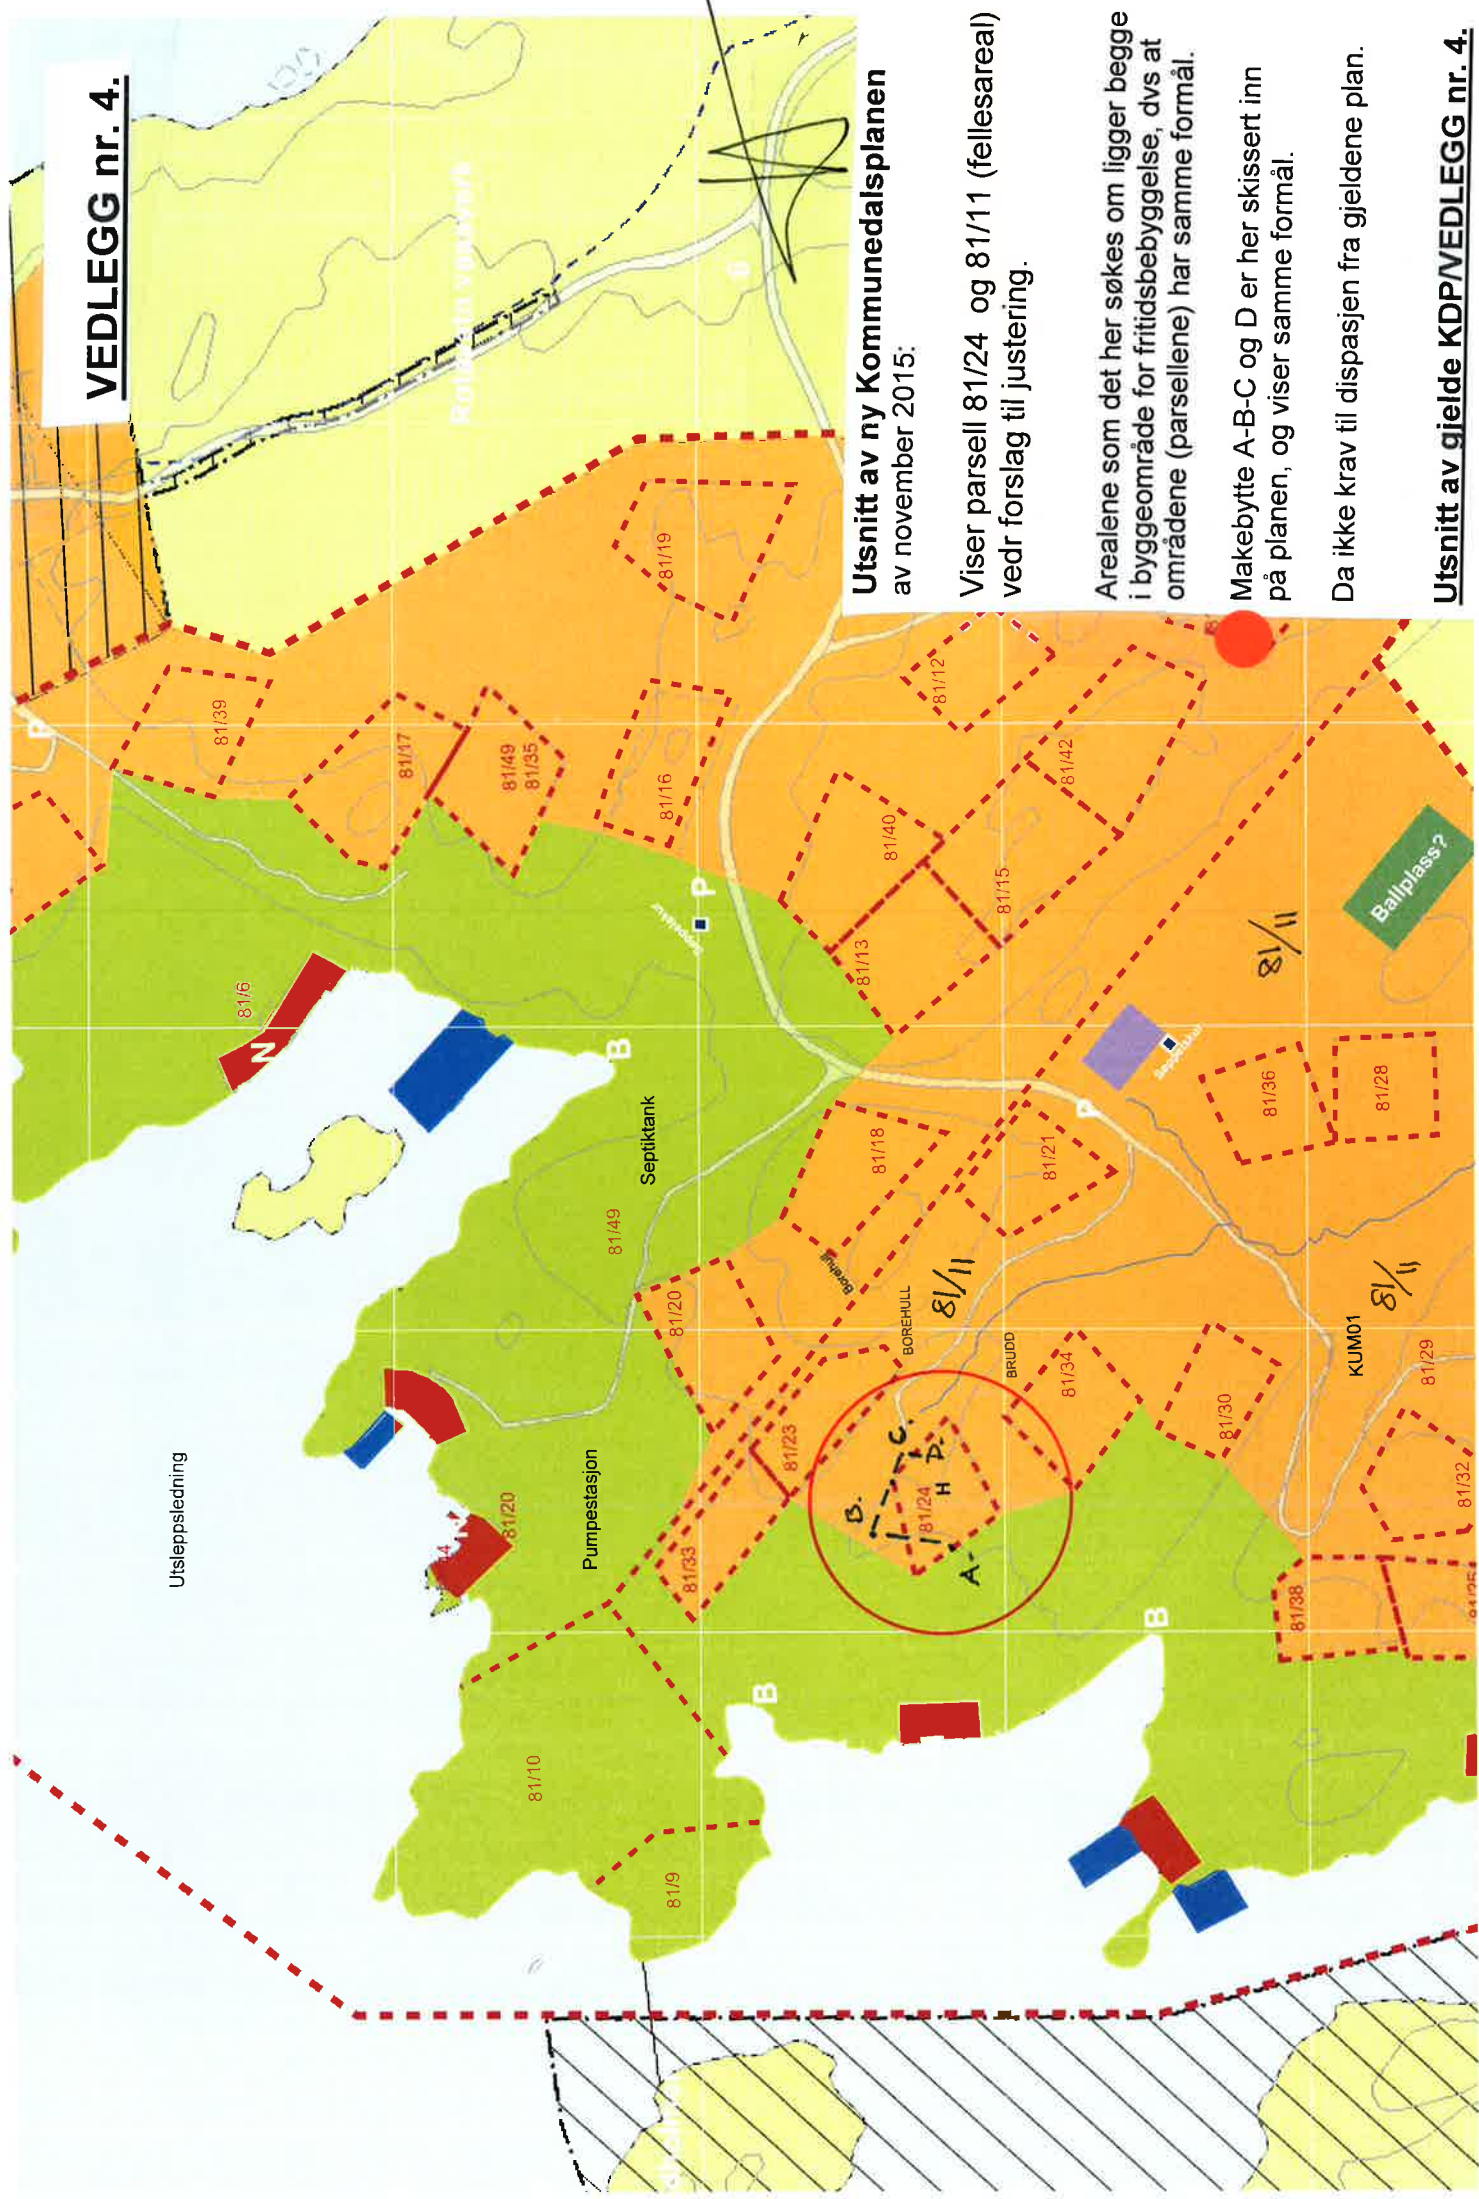 VEDLEGG nr. 4.
Utsnitt av ny Kommunedalsplanen
av november 2015:
Viser parsell 81/24 og 81/11 (fellesareal)
vedr forslag til justering.
Arealene som det her søkes om ligger begge
i byggeområde for fritidsbebyggelse, dvs at
områdene (parsellene) har samme formål.
Makebytte A-B-C og D er her skissert inn
på planen, og viser samme formål.
Da ikke krav til dispasjen fra gjeldene plan.
Utsnitt av gjelde KDP/VEDLEGG nr. 4.
Utsleppsledning
Pumpestasjon
Septiktank
81/6
N
B
81/49
81/20
81/20
81/10
81/9
81/33
81/23
B
B
81/39
81/17
81/49
81/35
81/16
81/19
P
P
81/12
81/42
81/40
81/15
81/13
81/18
81/21
P
Borehull
BOREHULL
81/11
BRUDD
B.
C.
D.
A
81/24
H
81/34
81/30
81/36
81/28
81/11
Ballplass?
KUM01
81/11
81/29
81/32
81/38